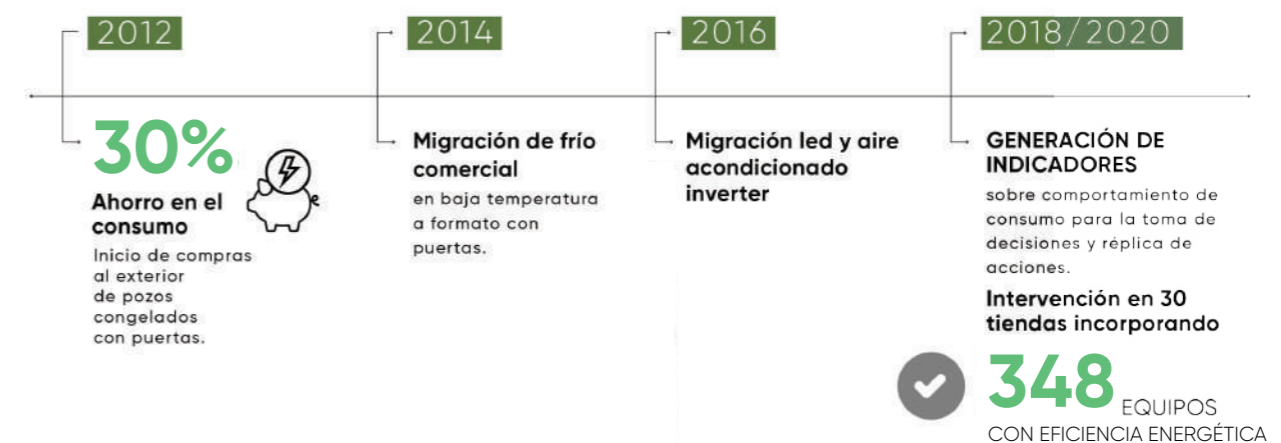 2012
30%
Ahorro en el
consumo
Inicio de compras
al exterior
de pozos
congelados
con puertas.
2014
Migración de frío
comercial
en baja temperatura
a formato con
puertas.
2016
Migración led y aire
acondicionado
inverter
2018/2020
GENERACIÓN DE
INDICADORES
sobre comportamiento de
consumo para la toma de
decisiones y réplica de
acciones.
Intervención en 30
tiendas incorporando
348 EQUIPOS
CON EFICIENCIA ENERGÉTICA